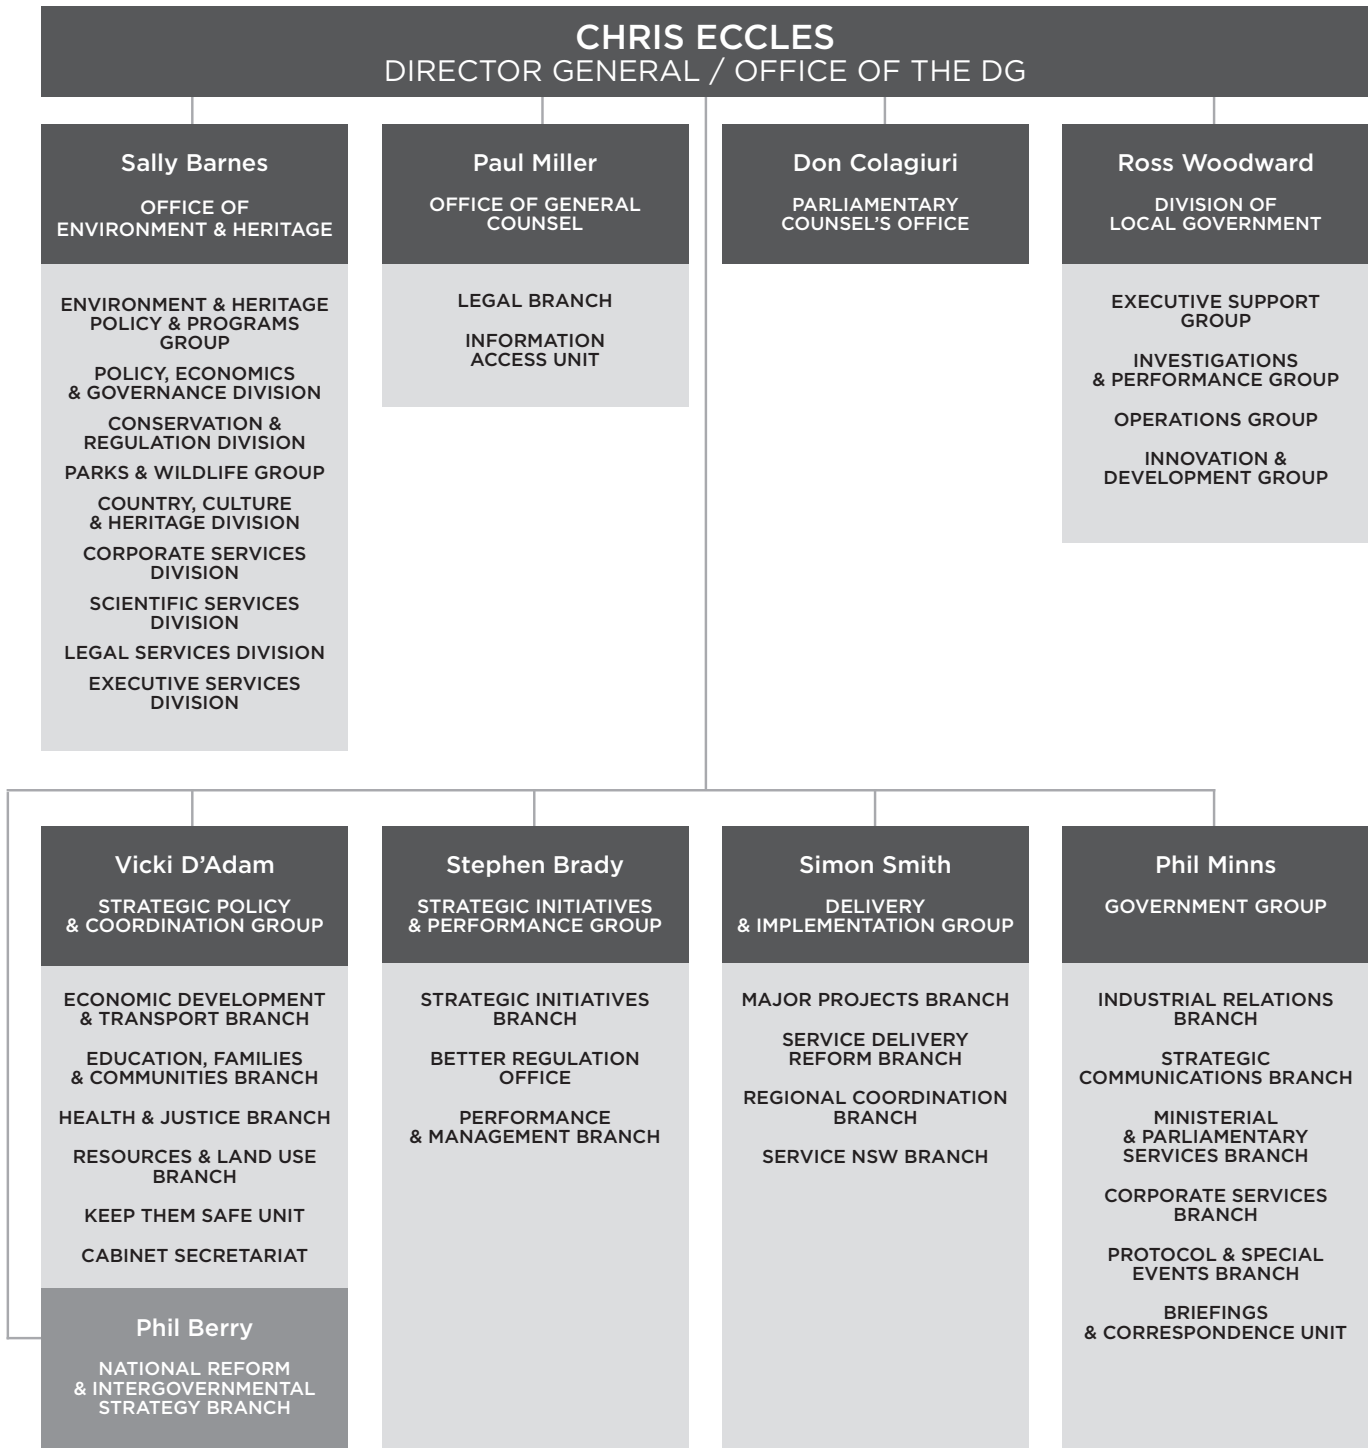 CHRIS ECCLES
DIRECTOR GENERAL / OFFICE OF THE DG
Sally Barnes
OFFICE OF
ENVIRONMENT & HERITAGE
ENVIRONMENT & HERITAGE
POLICY & PROGRAMS
GROUP
POLICY, ECONOMICS
& GOVERNANCE DIVISION
CONSERVATION &
REGULATION DIVISION
PARKS & WILDLIFE GROUP
COUNTRY, CULTURE
& HERITAGE DIVISION
CORPORATE SERVICES
DIVISION
SCIENTIFIC SERVICES
DIVISION
LEGAL SERVICES DIVISION
EXECUTIVE SERVICES
DIVISION
Paul Miller
OFFICE OF GENERAL
COUNSEL
LEGAL BRANCH
INFORMATION
ACCESS UNIT
Don Colagiuri
PARLIAMENTARY
COUNSEL’S OFFICE
Ross Woodward
DIVISION OF
LOCAL GOVERNMENT
EXECUTIVE SUPPORT
GROUP
INVESTIGATIONS
& PERFORMANCE GROUP
OPERATIONS GROUP
INNOVATION &
DEVELOPMENT GROUP
Vicki D’Adam
STRATEGIC POLICY
& COORDINATION GROUP
ECONOMIC DEVELOPMENT
& TRANSPORT BRANCH
EDUCATION, FAMILIES
& COMMUNITIES BRANCH
HEALTH & JUSTICE BRANCH
RESOURCES & LAND USE
BRANCH
KEEP THEM SAFE UNIT
CABINET SECRETARIAT
Phil Berry
NATIONAL REFORM
& INTERGOVERNMENTAL
STRATEGY BRANCH
Stephen Brady
STRATEGIC INITIATIVES
& PERFORMANCE GROUP
STRATEGIC INITIATIVES
BRANCH
BETTER REGULATION
OFFICE
PERFORMANCE
& MANAGEMENT BRANCH
Simon Smith
DELIVERY
& IMPLEMENTATION GROUP
MAJOR PROJECTS BRANCH
SERVICE DELIVERY
REFORM BRANCH
REGIONAL COORDINATION
BRANCH
SERVICE NSW BRANCH
Phil Minns
GOVERNMENT GROUP
INDUSTRIAL RELATIONS
BRANCH
STRATEGIC
COMMUNICATIONS BRANCH
MINISTERIAL
& PARLIAMENTARY
SERVICES BRANCH
CORPORATE SERVICES
BRANCH
PROTOCOL & SPECIAL
EVENTS BRANCH
BRIEFINGS
& CORRESPONDENCE UNIT